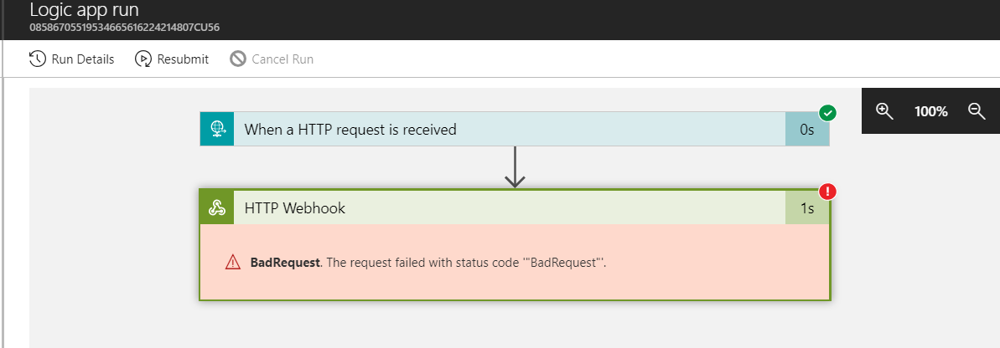 Logic app run
08586705519534665616224214807CU56
Run Details Resubmit Cancel Run
100%
When a HTTP request is received 0s
HTTP Webhook 1s
BadRequest. The request failed with status code '"BadRequest"'.